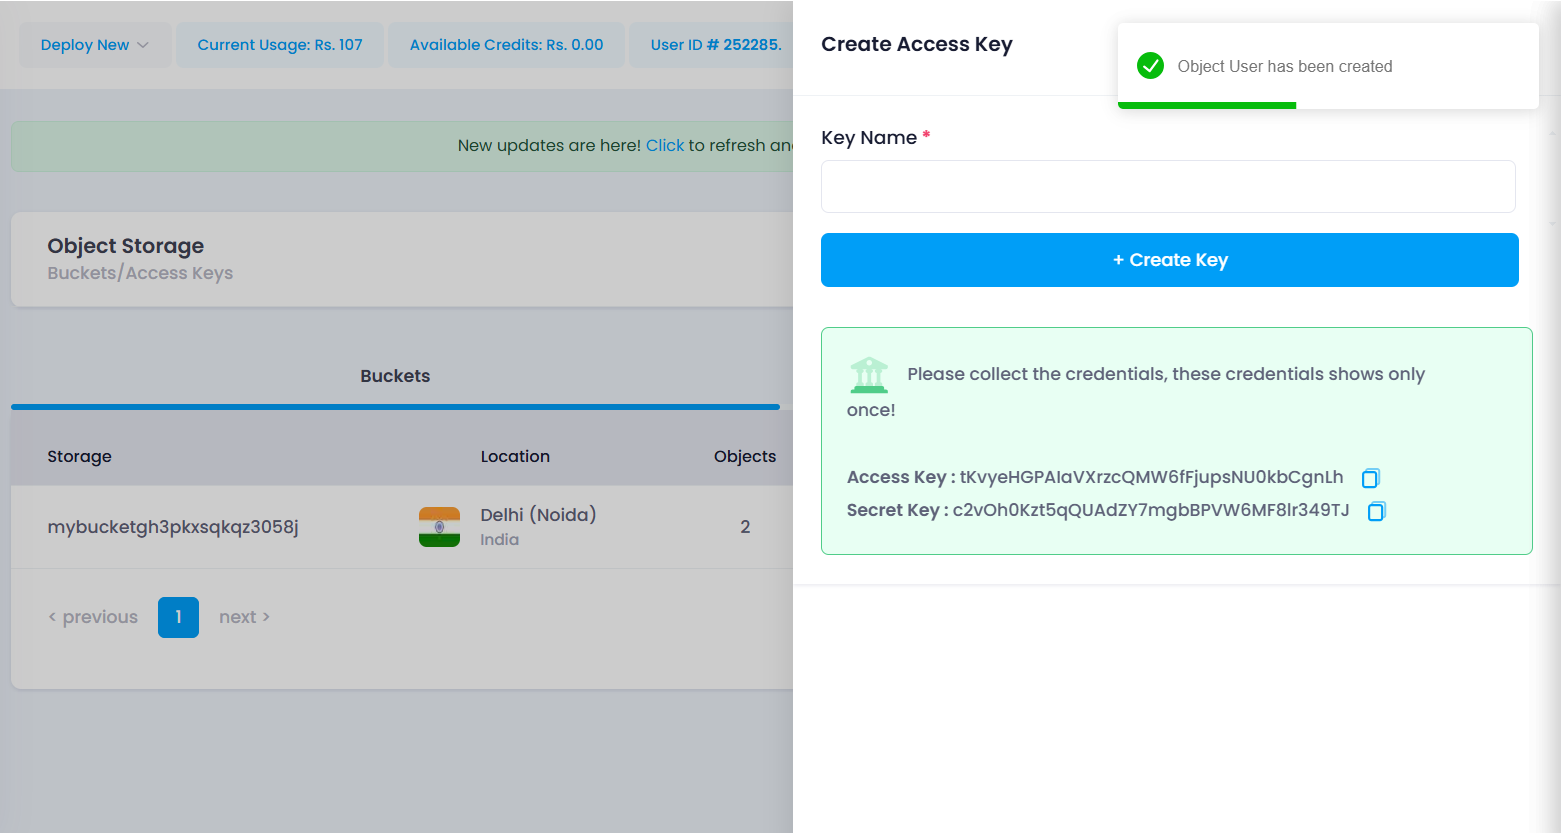 Deploy New
Current Usage: Rs. 107
Available Credits: Rs. 0.00
User ID # 252285.
New updates are here! Click to refresh and
Object Storage
Buckets/Access Keys
Buckets
Storage Location Objects
mybucketgh3pkxsqkqz3058j Delhi (Noida) 2
India
< previous 1 next >
Create Access Key
Object User has been created
Key Name *
+ Create Key
Please collect the credentials, these credentials shows only
once!
Access Key : tKvyeHGPAIaVXrzcQMW6fFjupsNU0kbCgnLh
Secret Key : c2vOh0Kzt5qQUAdZY7mgbBPVW6MF8lr349TJ